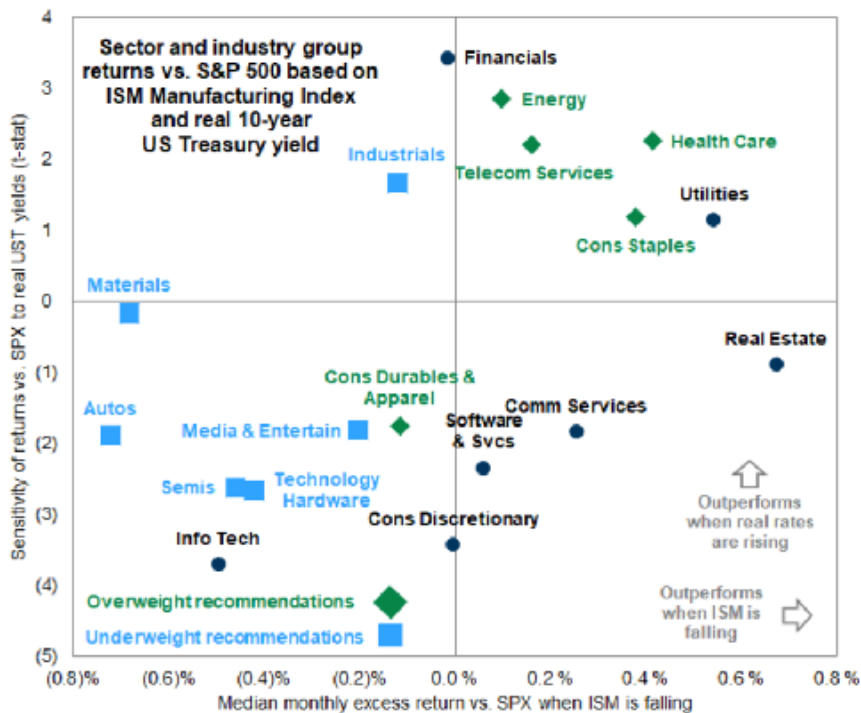 Sector and industry group
returns vs. S&P 500 based on
ISM Manufacturing Index
and real 10-year
US Treasury yield
Financials
Energy
Health Care
Industrials
Telecom Services
Utilities
Cons Staples
Materials
Real Estate
Cons Durables &
Apparel
Autos
Media & Entertain
Comm Services
Software
& Svcs
Semis
Technology
Hardware
Info Tech
Cons Discretionary
Outperforms
when real rates
are rising
Overweight recommendations
Underweight recommendations
Outperforms
when ISM is
falling
Sensitivity of returns vs. SPX to real UST yields (t-stat)
4
3
2
1
0
(1)
(2)
(3)
(4)
(5)
(0.8)% (0.6)% (0.4)% (0.2)% 0.0 % 0.2 % 0.4 % 0.6 % 0.8 %
Median monthly excess return vs. SPX when ISM is falling